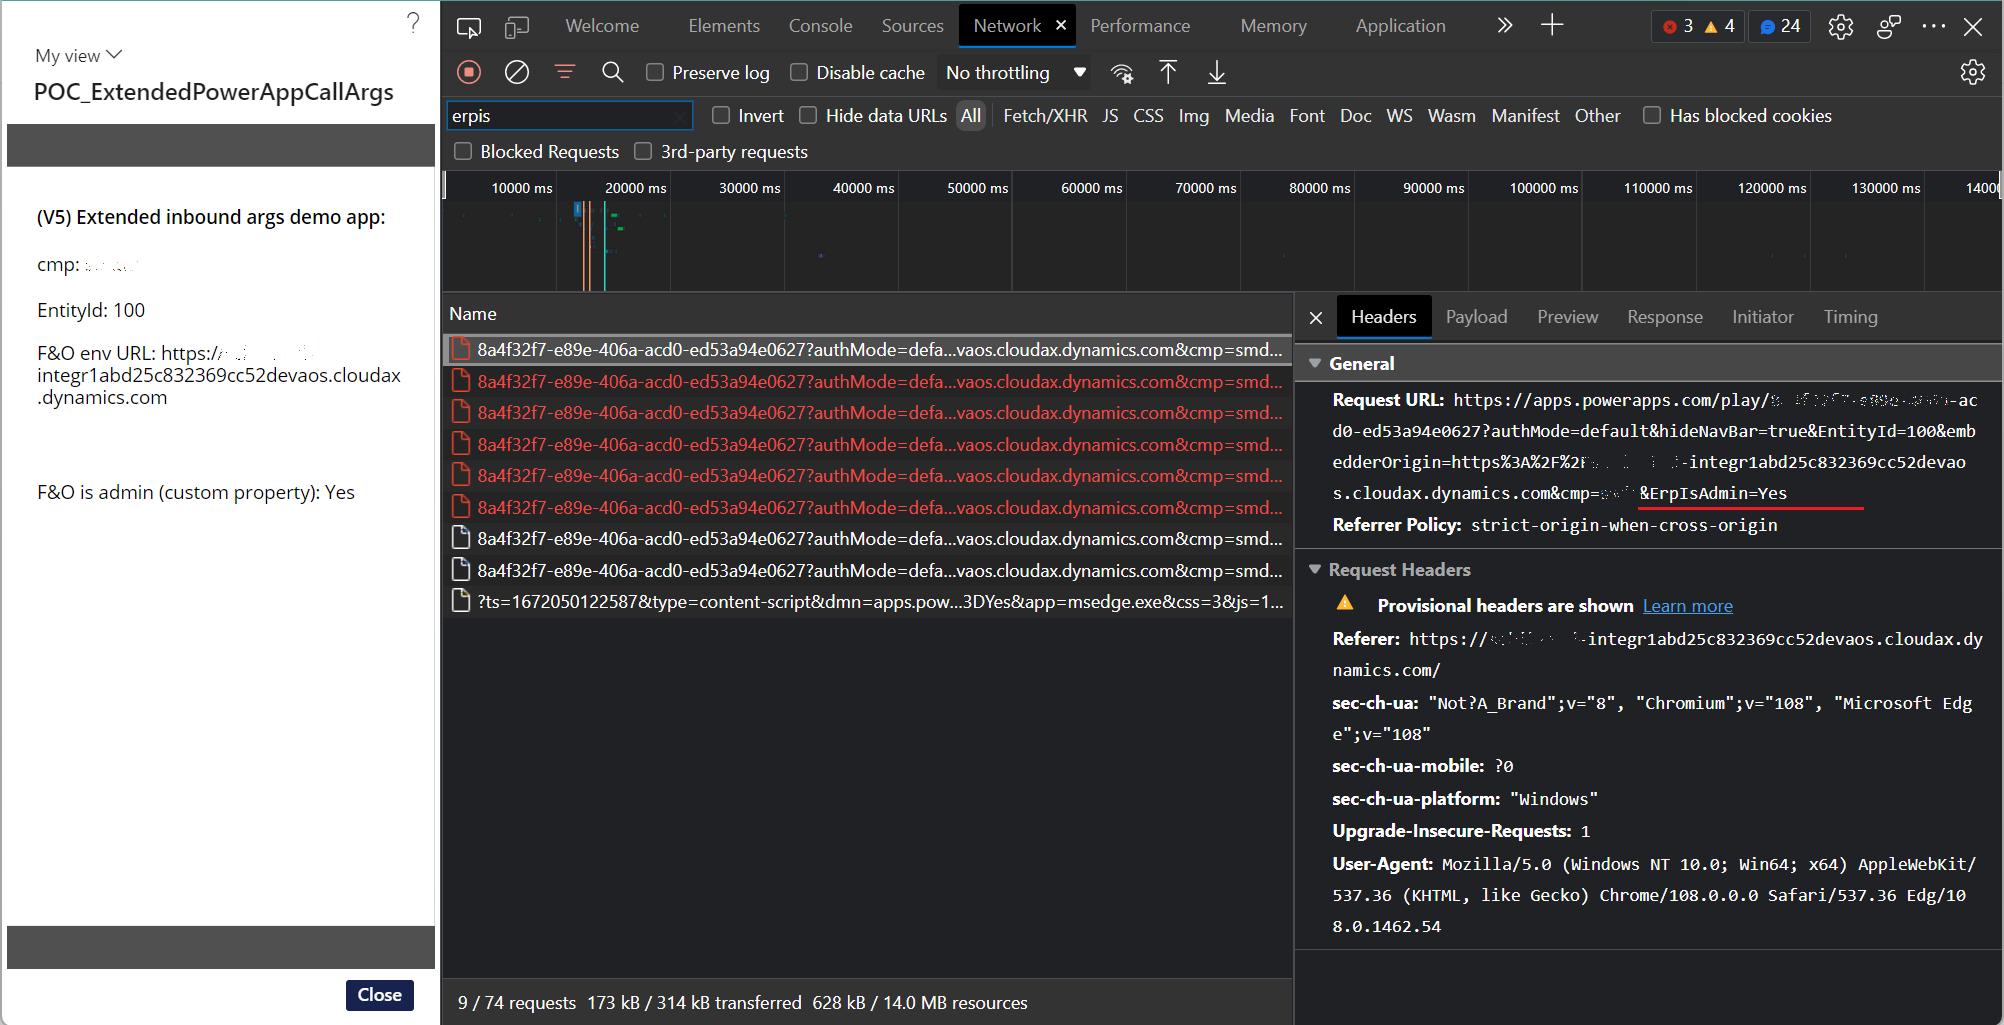 ?
My view
POC_ExtendedPowerAppCallArgs
(V5) Extended inbound args demo app:
cmp:
EntityId: 100
F&O env URL: https:/
integr1abd25c832369cc52devaos.cloudax
.dynamics.com
F&O is admin (custom property): Yes
Close
Welcome Elements Console Sources Network Performance Memory Application 3 4 24
Preserve log Disable cache No throttling
erpis Invert Hide data URLs All Fetch/XHR JS CSS Img Media Font Doc WS Wasm Manifest Other Has blocked cookies
Blocked Requests 3rd-party requests
10000 ms 20000 ms 30000 ms 40000 ms 50000 ms 60000 ms 70000 ms 80000 ms 90000 ms 100000 ms 110000 ms 120000 ms 130000 ms 1400
Name
8a4f32f7-e89e-406a-acd0-ed53a94e0627?authMode=defa...vaos.cloudax.dynamics.com&cmp=smd...
8a4f32f7-e89e-406a-acd0-ed53a94e0627?authMode=defa...vaos.cloudax.dynamics.com&cmp=smd...
8a4f32f7-e89e-406a-acd0-ed53a94e0627?authMode=defa...vaos.cloudax.dynamics.com&cmp=smd...
8a4f32f7-e89e-406a-acd0-ed53a94e0627?authMode=defa...vaos.cloudax.dynamics.com&cmp=smd...
8a4f32f7-e89e-406a-acd0-ed53a94e0627?authMode=defa...vaos.cloudax.dynamics.com&cmp=smd...
8a4f32f7-e89e-406a-acd0-ed53a94e0627?authMode=defa...vaos.cloudax.dynamics.com&cmp=smd...
8a4f32f7-e89e-406a-acd0-ed53a94e0627?authMode=defa...vaos.cloudax.dynamics.com&cmp=smd...
8a4f32f7-e89e-406a-acd0-ed53a94e0627?authMode=defa...vaos.cloudax.dynamics.com&cmp=smd...
?ts=1672050122587&type=content-script&dmn=apps.pow...3DYes&app=msedge.exe&css=3&js=1...
9 / 74 requests 173 kB / 314 kB transferred 628 kB / 14.0 MB resources
Headers Payload Preview Response Initiator Timing
General
Request URL: https://apps.powerapps.com/play/ -ac
d0-ed53a94e0627?authMode=default&hideNavBar=true&EntityId=100&emb
edderOrigin=https%3A%2F%2F -integr1abd25c832369cc52devao
s.cloudax.dynamics.com&cmp= &ErpIsAdmin=Yes
Referrer Policy: strict-origin-when-cross-origin
Request Headers
Provisional headers are shown Learn more
Referer: https:// -integr1abd25c832369cc52devaos.cloudax.dy
namics.com/
sec-ch-ua: "Not?A_Brand";v="8", "Chromium";v="108", "Microsoft Edg
e";v="108"
sec-ch-ua-mobile: ?0
sec-ch-ua-platform: "Windows"
Upgrade-Insecure-Requests: 1
User-Agent: Mozilla/5.0 (Windows NT 10.0; Win64; x64) AppleWebKit/
537.36 (KHTML, like Gecko) Chrome/108.0.0.0 Safari/537.36 Edg/10
8.0.1462.54